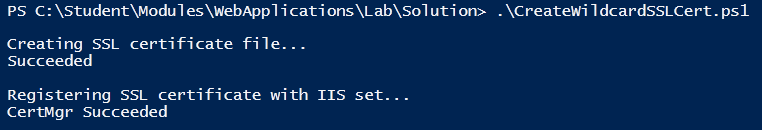 PS C:\Student\Modules\WebApplications\Lab\Solution> .\CreateWildcardSSLCert.ps1
Creating SSL certificate file...
Succeeded
Registering SSL certificate with IIS set...
CertMgr Succeeded